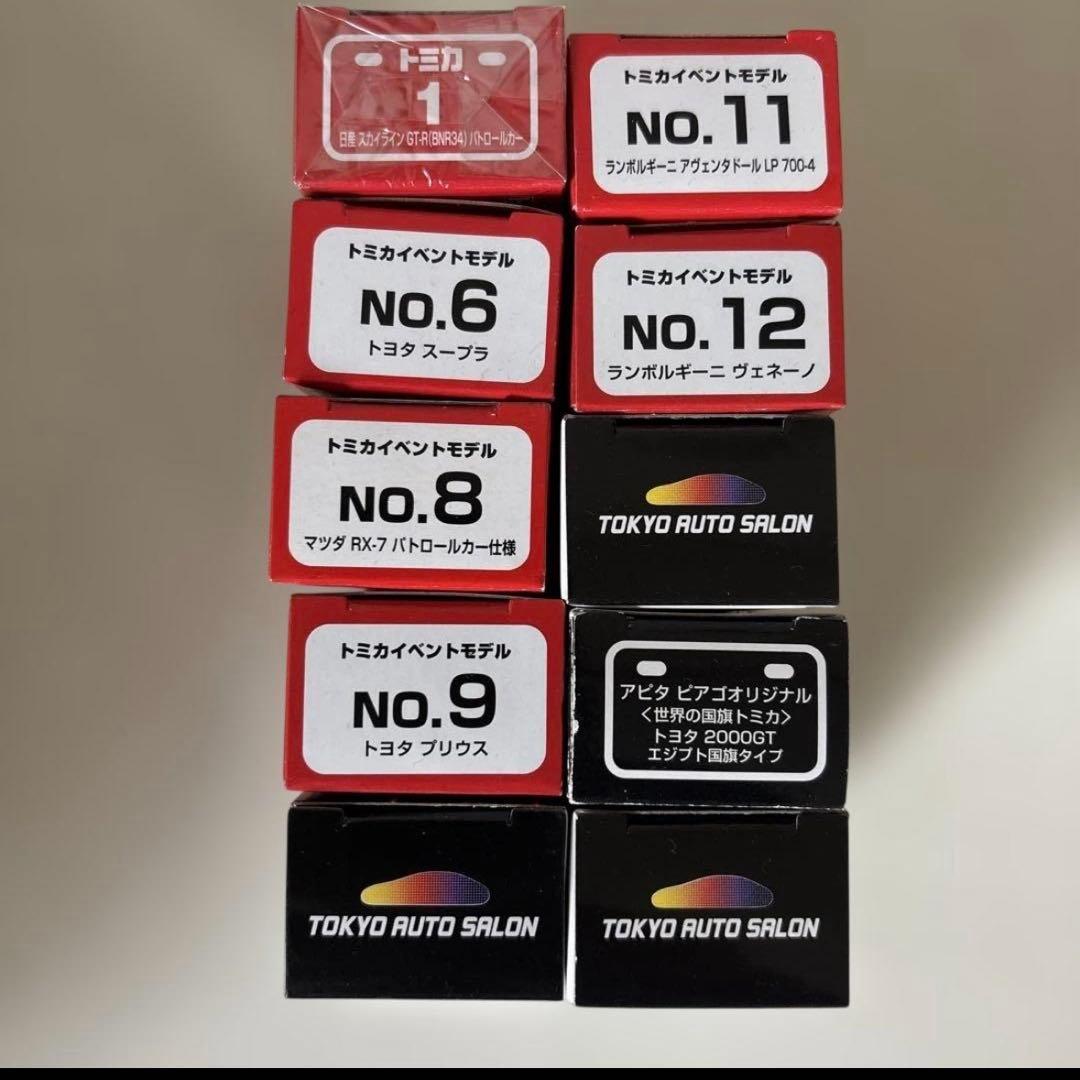 トミカ
1
日産 スカイライン GT-R(BNR34) パトロールカー
トミカイベントモデル
NO.6
トヨタ スープラ
トミカイベントモデル
NO.8
マツダ RX-7 パトロールカー仕様
トミカイベントモデル
NO.9
トヨタ プリウス
TOKYO AUTO SALON
トミカイベントモデル
NO.11
ランボルギーニ アヴェンタドール LP 700-4
トミカイベントモデル
NO.12
ランボルギーニ ヴェネーノ
TOKYO AUTO SALON
アピタ ピアゴオリジナル
<世界の国旗トミカ>
トヨタ 2000GT
エジプト国旗タイプ
TOKYO AUTO SALON